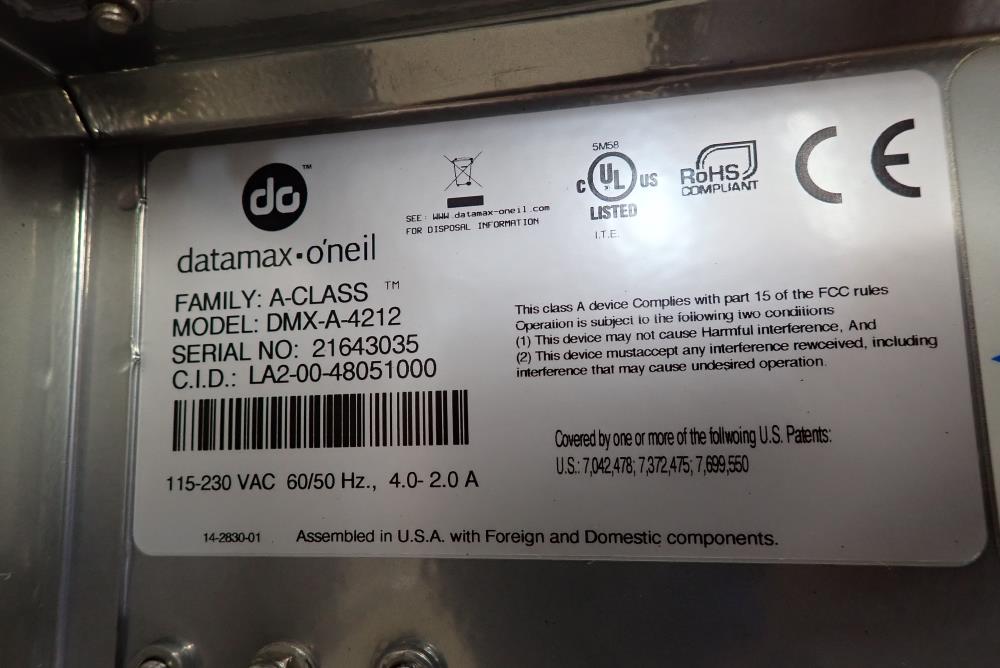 do™
datamax•o'neil
SEE: WWW.datamax-oneil.com
FOR DISPOSAL INFORMATION
5M58
C UL US
LISTED
I.T.E.
RoHS
COMPLIANT
CE
FAMILY: A-CLASS™
MODEL: DMX-A-4212
SERIAL NO: 21643035
C.I.D.: LA2-00-48051000
This class A device Complies with part 15 of the FCC rules
Operation is subject to the following two conditions
(1) This device may not cause Harmful interference, And
(2) This device mustaccept any interference rewceived, including
interference that may cause undesired operation.
Covered by one or more of the follwoing U.S. Patents:
U.S.: 7,042,478; 7,372,475; 7,699,550
115-230 VAC 60/50 Hz., 4.0- 2.0 A
14-2830-01 Assembled in U.S.A. with Foreign and Domestic components.